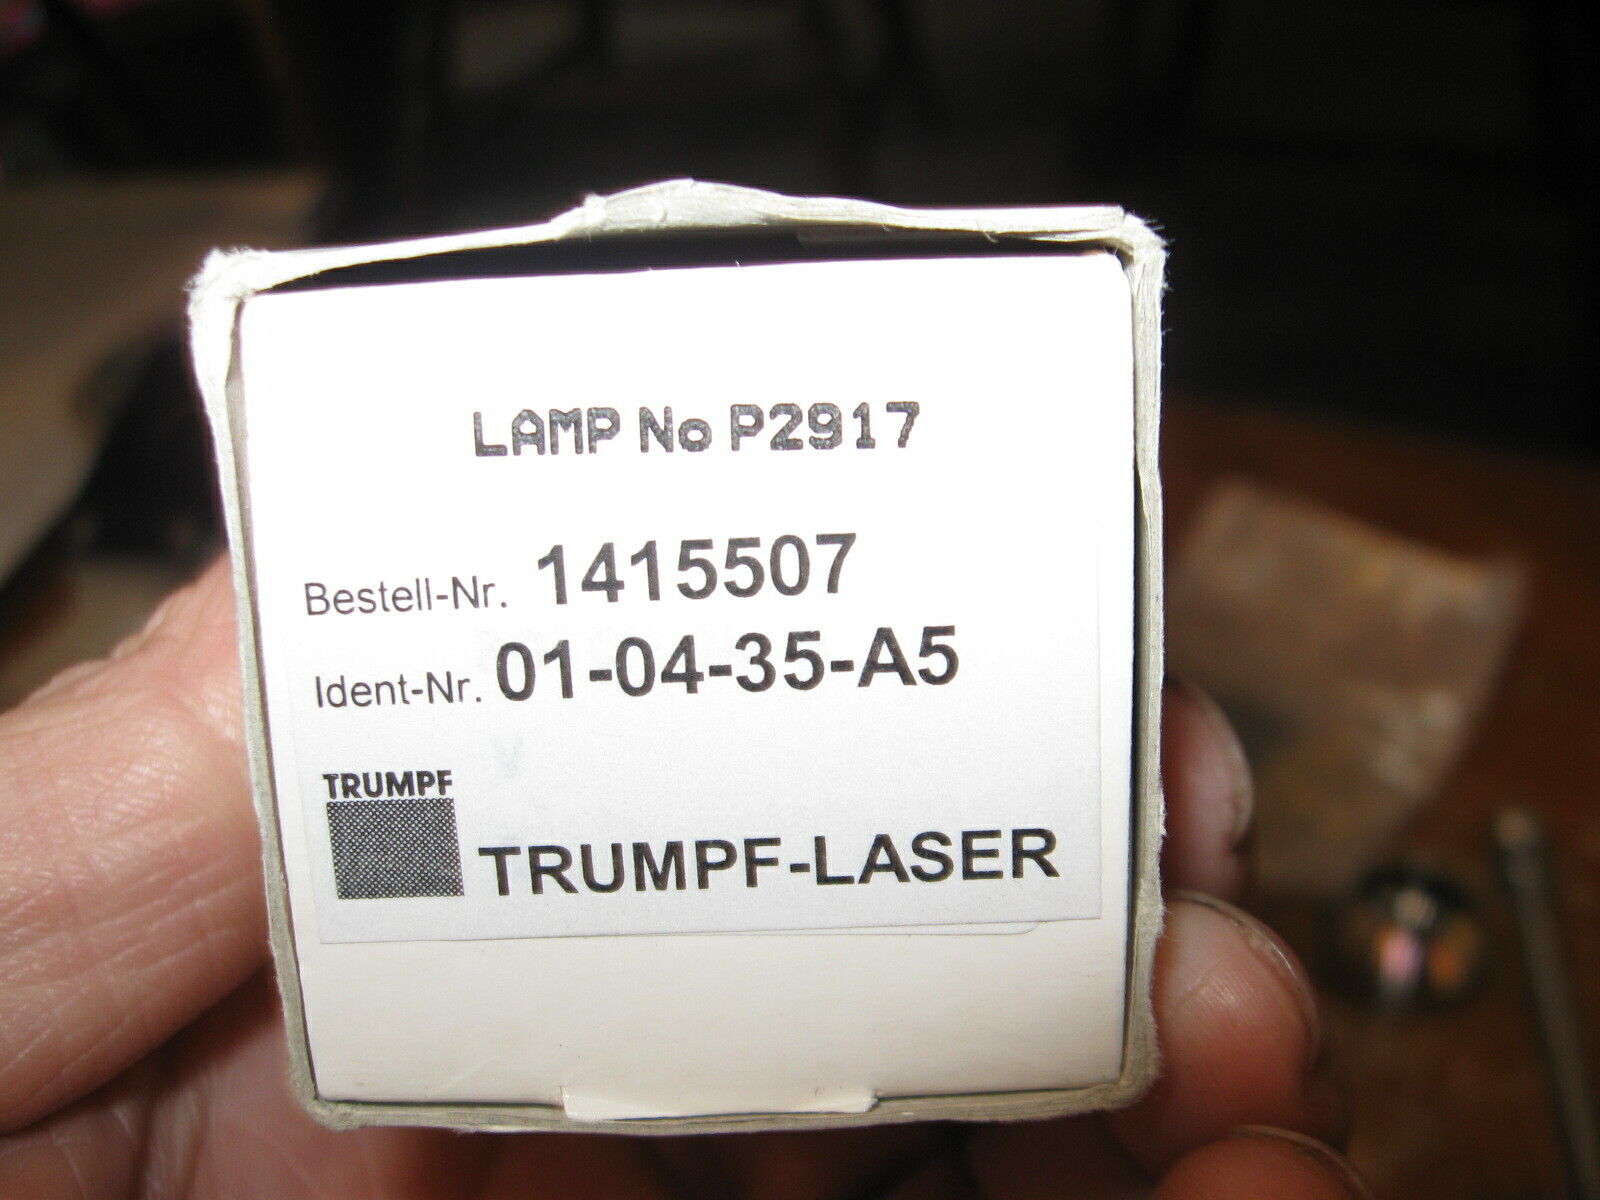 LAMP No P2917
Bestell-Nr. 1415507
Ident-Nr. 01-04-35-A5
TRUMPF
TRUMPF-LASER